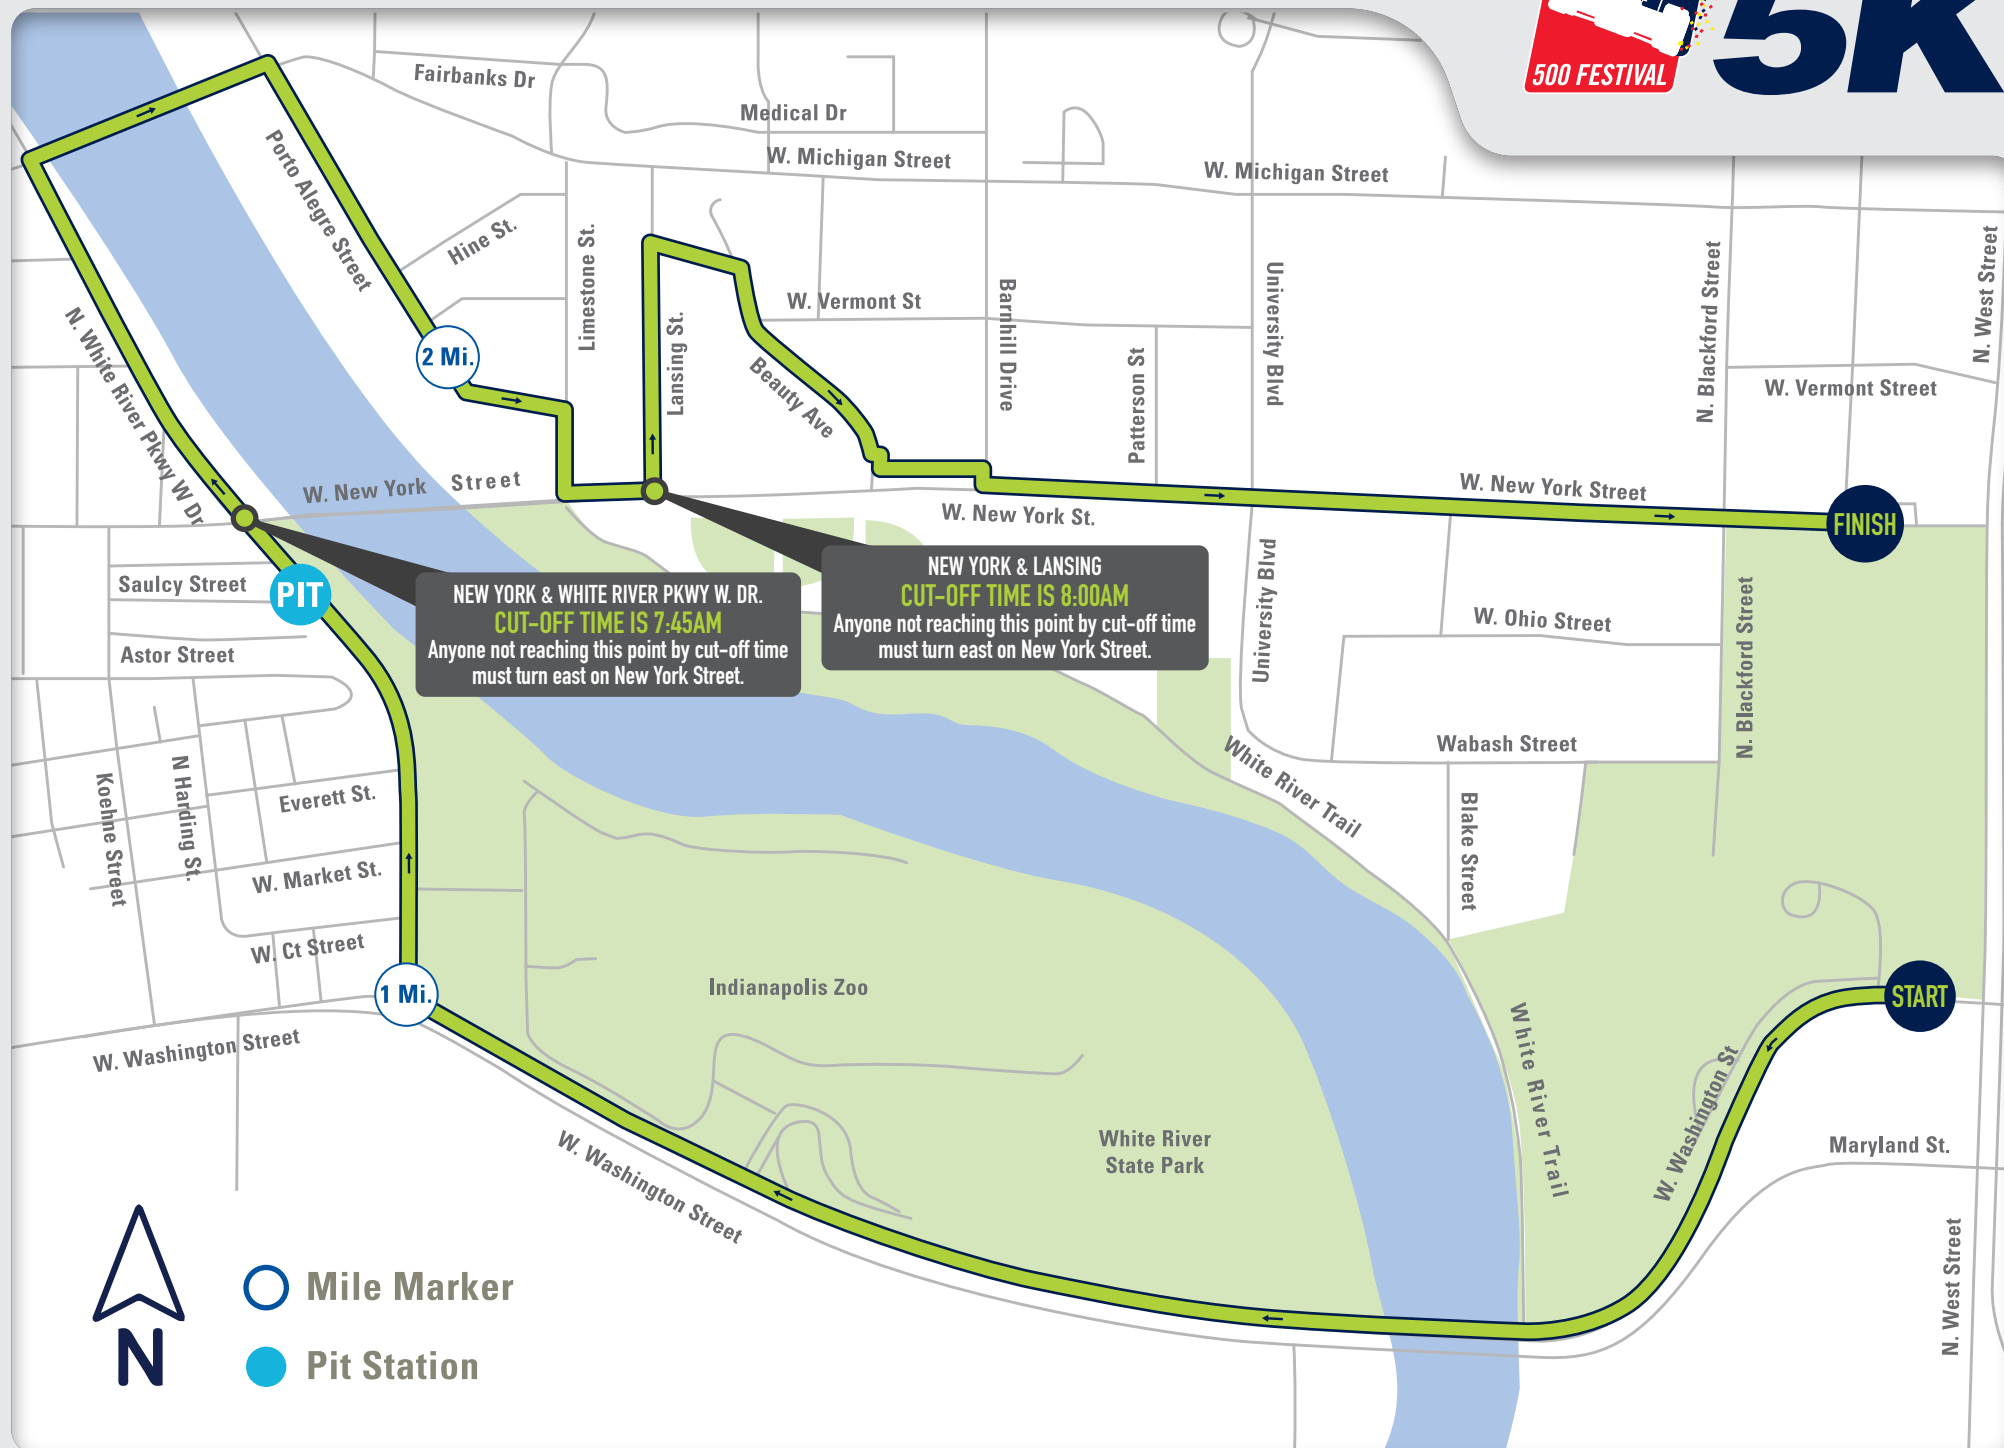 5K
500 FESTIVAL
Fairbanks Dr
Medical Dr
W. Michigan Street
W. Michigan Street
Porto Alegre Street
Hine St.
Limestone St.
Lansing St.
W. Vermont St
Barnhill Drive
University Blvd
N. Blackford Street
N. West Street
Patterson St
Beauty Ave
W. Vermont Street
2 Mi.
N. White River Pkwy W Dr
W. New York Street
W. New York St.
W. New York Street
FINISH
NEW YORK & LANSING
CUT-OFF TIME IS 8:00AM
Anyone not reaching this point by cut-off time
must turn east on New York Street.
NEW YORK & WHITE RIVER PKWY W. DR.
CUT-OFF TIME IS 7:45AM
Anyone not reaching this point by cut-off time
must turn east on New York Street.
Saulcy Street
PIT
Astor Street
University Blvd
W. Ohio Street
N. Blackford Street
Wabash Street
White River Trail
Blake Street
Koehne Street
N Harding St.
Everett St.
W. Market St.
W. Ct Street
1 Mi.
Indianapolis Zoo
START
W. Washington Street
White River Trail
W. Washington St
White River
State Park
Maryland St.
W. Washington Street
N. West Street
N
Mile Marker
Pit Station